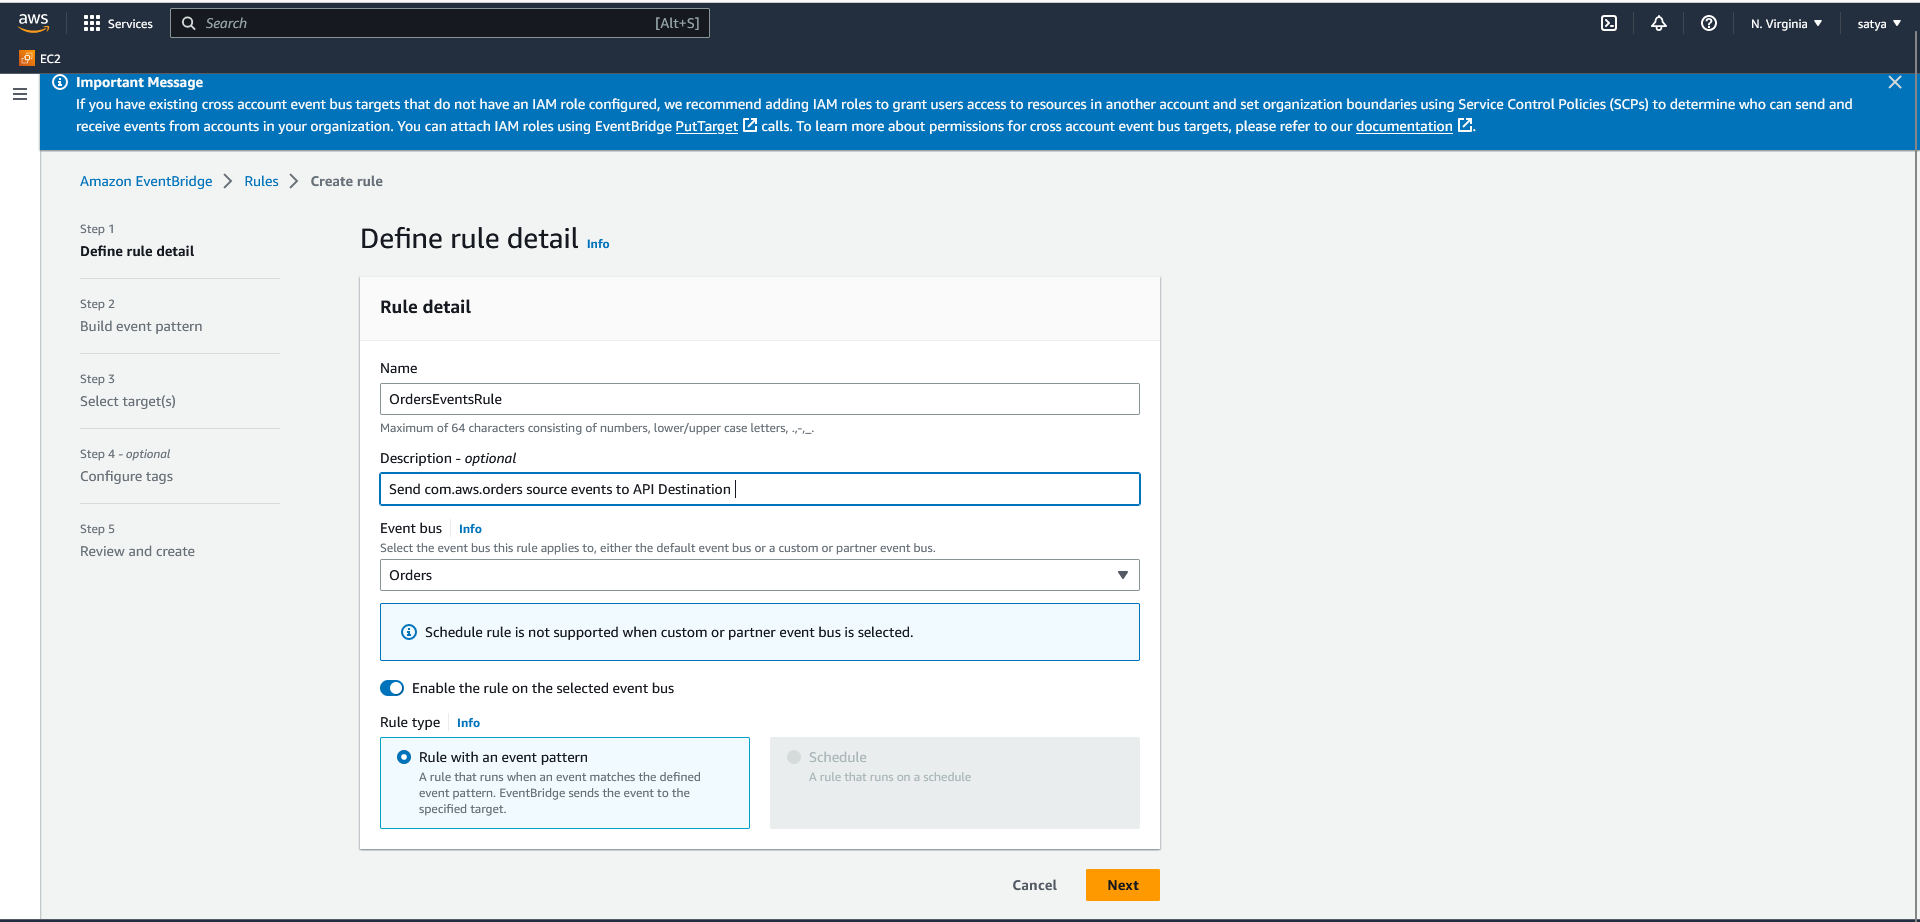 aws
Services
Search
[Alt+S]
N. Virginia
satya
EC2
Important Message
If you have existing cross account event bus targets that do not have an IAM role configured, we recommend adding IAM roles to grant users access to resources in another account and set organization boundaries using Service Control Policies (SCPs) to determine who can send and
receive events from accounts in your organization. You can attach IAM roles using EventBridge PutTarget calls. To learn more about permissions for cross account event bus targets, please refer to our documentation.
Amazon EventBridge
Rules
Create rule
Step 1
Define rule detail
Step 2
Build event pattern
Step 3
Select target(s)
Step 4 - optional
Configure tags
Step 5
Review and create
Define rule detail Info
Rule detail
Name
OrdersEventsRule
Maximum of 64 characters consisting of numbers, lower/upper case letters, .,-,_.
Description - optional
Send com.aws.orders source events to API Destination
Event bus Info
Select the event bus this rule applies to, either the default event bus or a custom or partner event bus.
Orders
Schedule rule is not supported when custom or partner event bus is selected.
Enable the rule on the selected event bus
Rule type Info
Rule with an event pattern
A rule that runs when an event matches the defined
event pattern. EventBridge sends the event to the
specified target.
Schedule
A rule that runs on a schedule
Cancel
Next